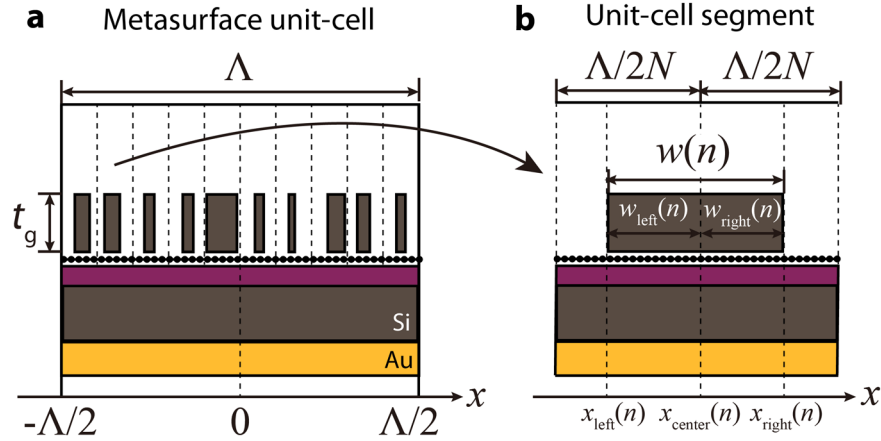 a Metasurface unit-cell
Λ
t_g
Si
Au
x
-Λ/2 0 Λ/2
b Unit-cell segment
Λ/2N Λ/2N
w(n)
w_left(n) w_right(n)
x
x_left(n) x_center(n) x_right(n)